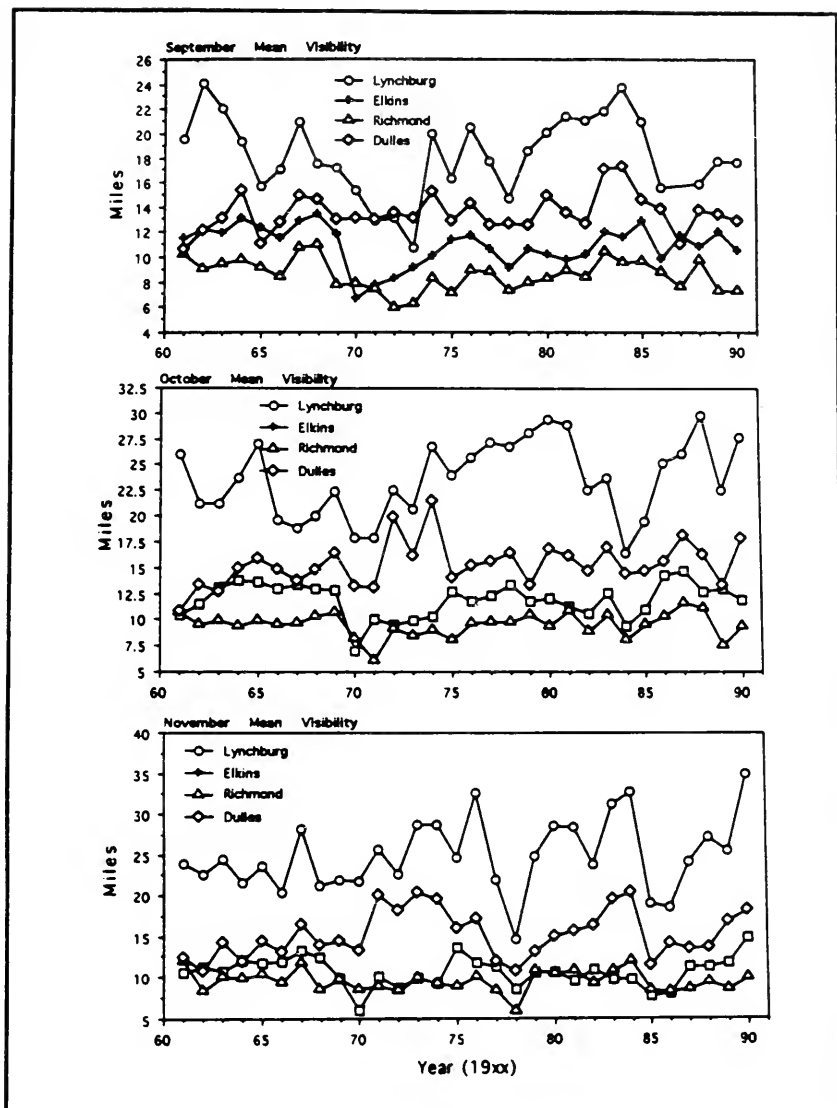 September Mean Visibility
26
24
22
20
18
16
14
12
10
8
6
4
Miles
Lynchburg
Elkins
Richmond
Dulles
60 65 70 75 80 85 90
October Mean Visibility
32.5
30
27.5
25
22.5
20
17.5
15
12.5
10
7.5
5
Miles
Lynchburg
Elkins
Richmond
Dulles
60 65 70 75 80 85 90
November Mean Visibility
40
35
30
25
20
15
10
5
Miles
Lynchburg
Elkins
Richmond
Dulles
60 65 70 75 80 85 90
Year (19xx)